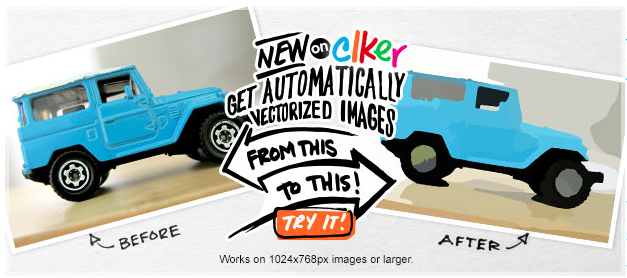 NEW on clker
GET AUTOMATICALLY
VECTORIZED IMAGES
FROM THIS
TO THIS!
TRY IT!
BEFORE
AFTER
Works on 1024x768px images or larger.